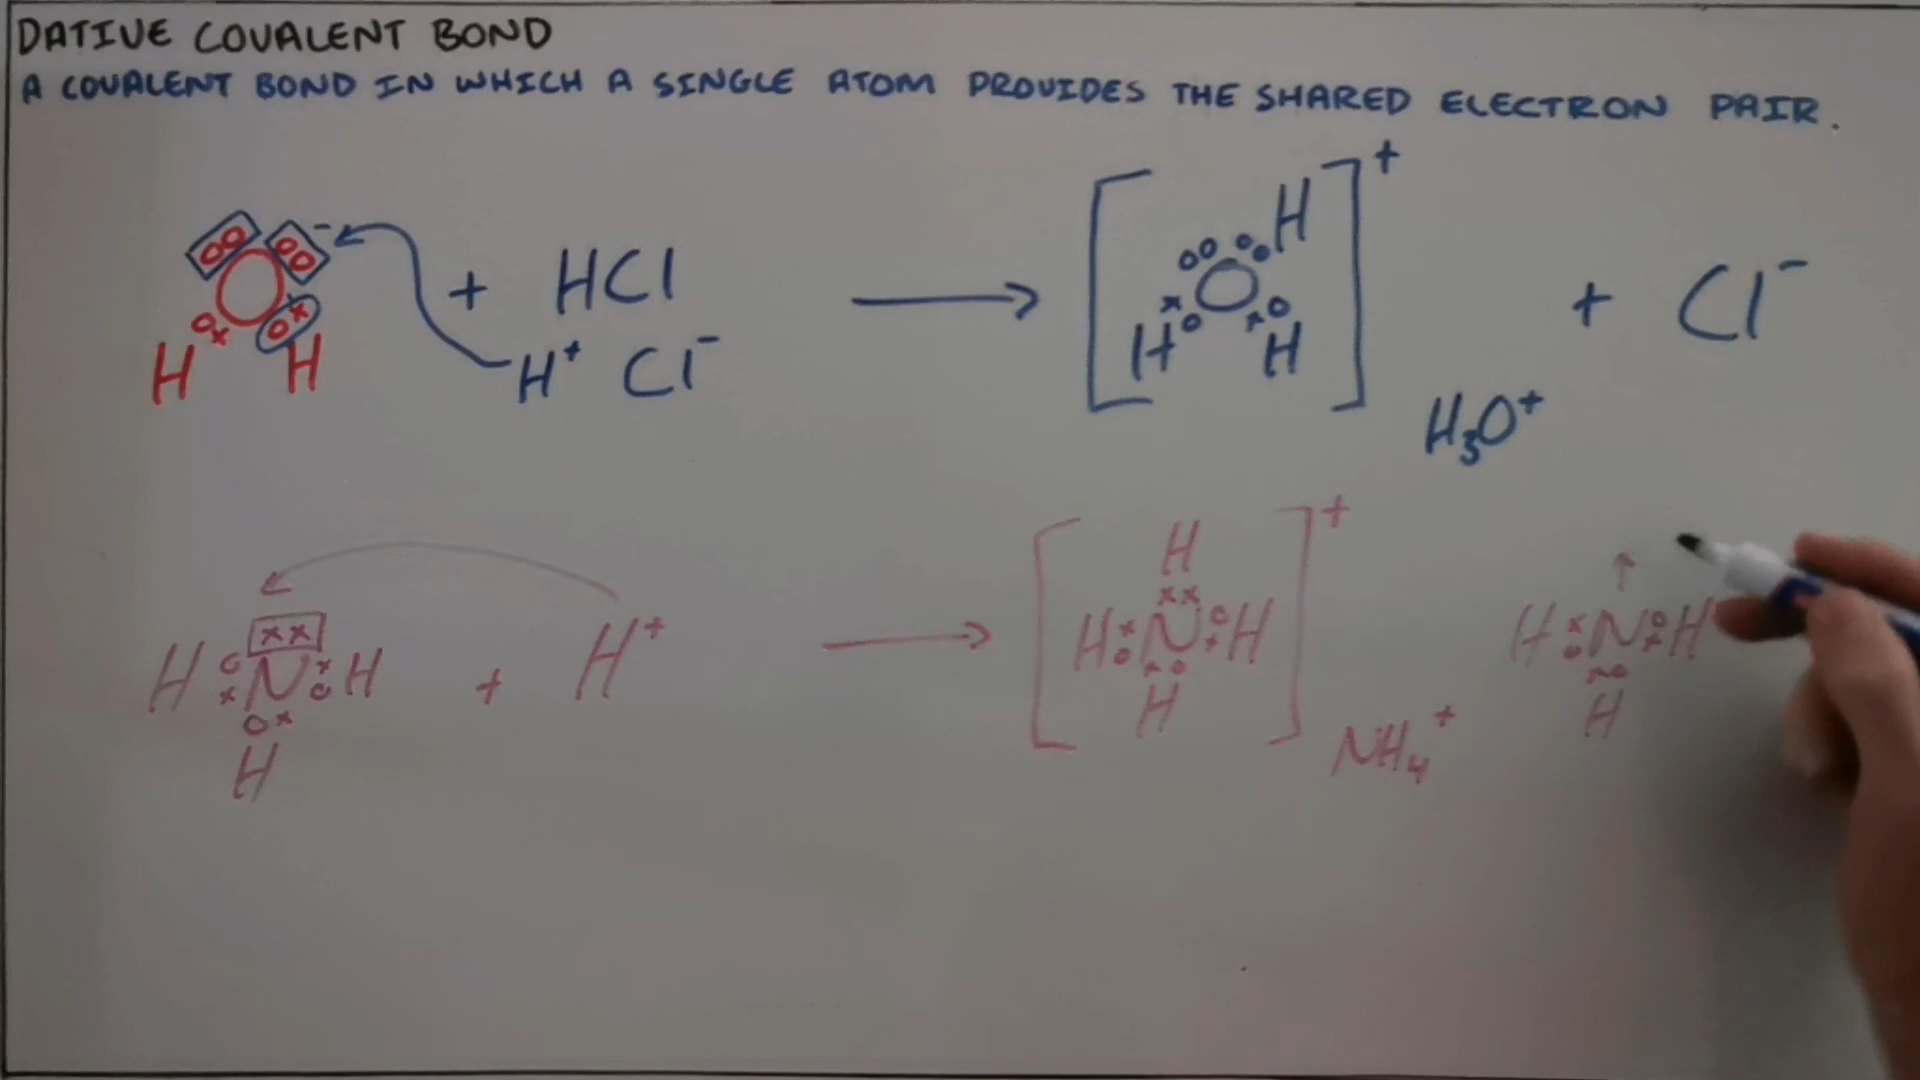 DATIVE COVALENT BOND
A COVALENT BOND IN WHICH A SINGLE ATOM PROVIDES THE SHARED ELECTRON PAIR.
H O H + HCl → [H O H H]⁺ + Cl⁻
H⁺ Cl⁻
H₃O⁺
H N H H + H⁺ → [H H N H H]⁺
NH₄⁺
H N H H